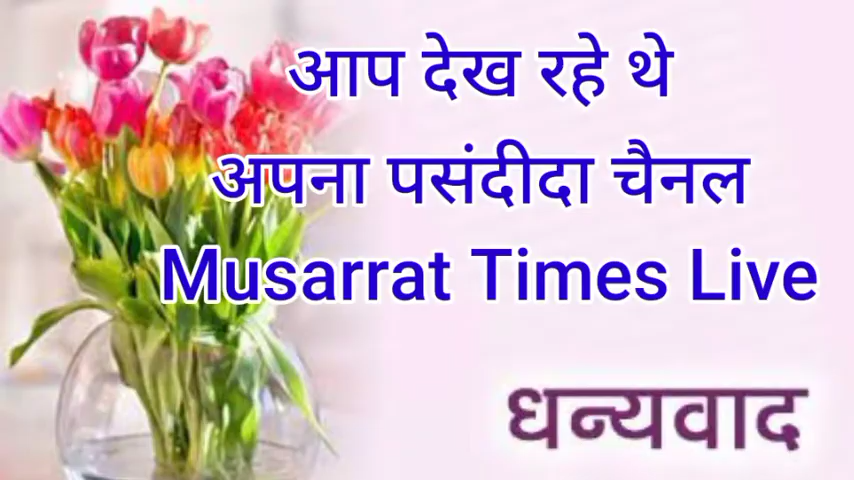 आप देख रहे थे
अपना पसंदीदा चैनल
Musarrat Times Live
धन्यवाद